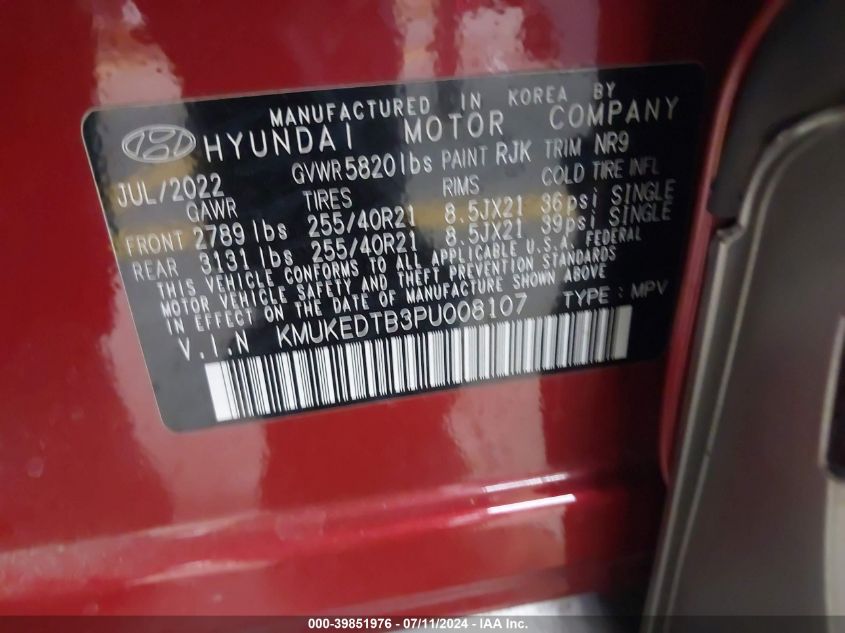 MANUFACTURED IN KOREA BY
HYUNDAI MOTOR COMPANY
JUL/2022 GVWR 5820lbs PAINT RJK TRIM NR9
GAWR TIRES RIMS COLD TIRE INFL
FRONT 2789 lbs 255/40R21 8.5JX21 36psi SINGLE
REAR 3131 lbs 255/40R21 8.5JX21 39psi SINGLE
THIS VEHICLE CONFORMS TO ALL APPLICABLE U.S.A. FEDERAL
MOTOR VEHICLE SAFETY AND THEFT PREVENTION STANDARDS
IN EFFECT ON THE DATE OF MANUFACTURE SHOWN ABOVE
V.I.N KMUKEDTB3PU008107 TYPE : MPV
000-39851976 - 07/11/2024 - IAA Inc.